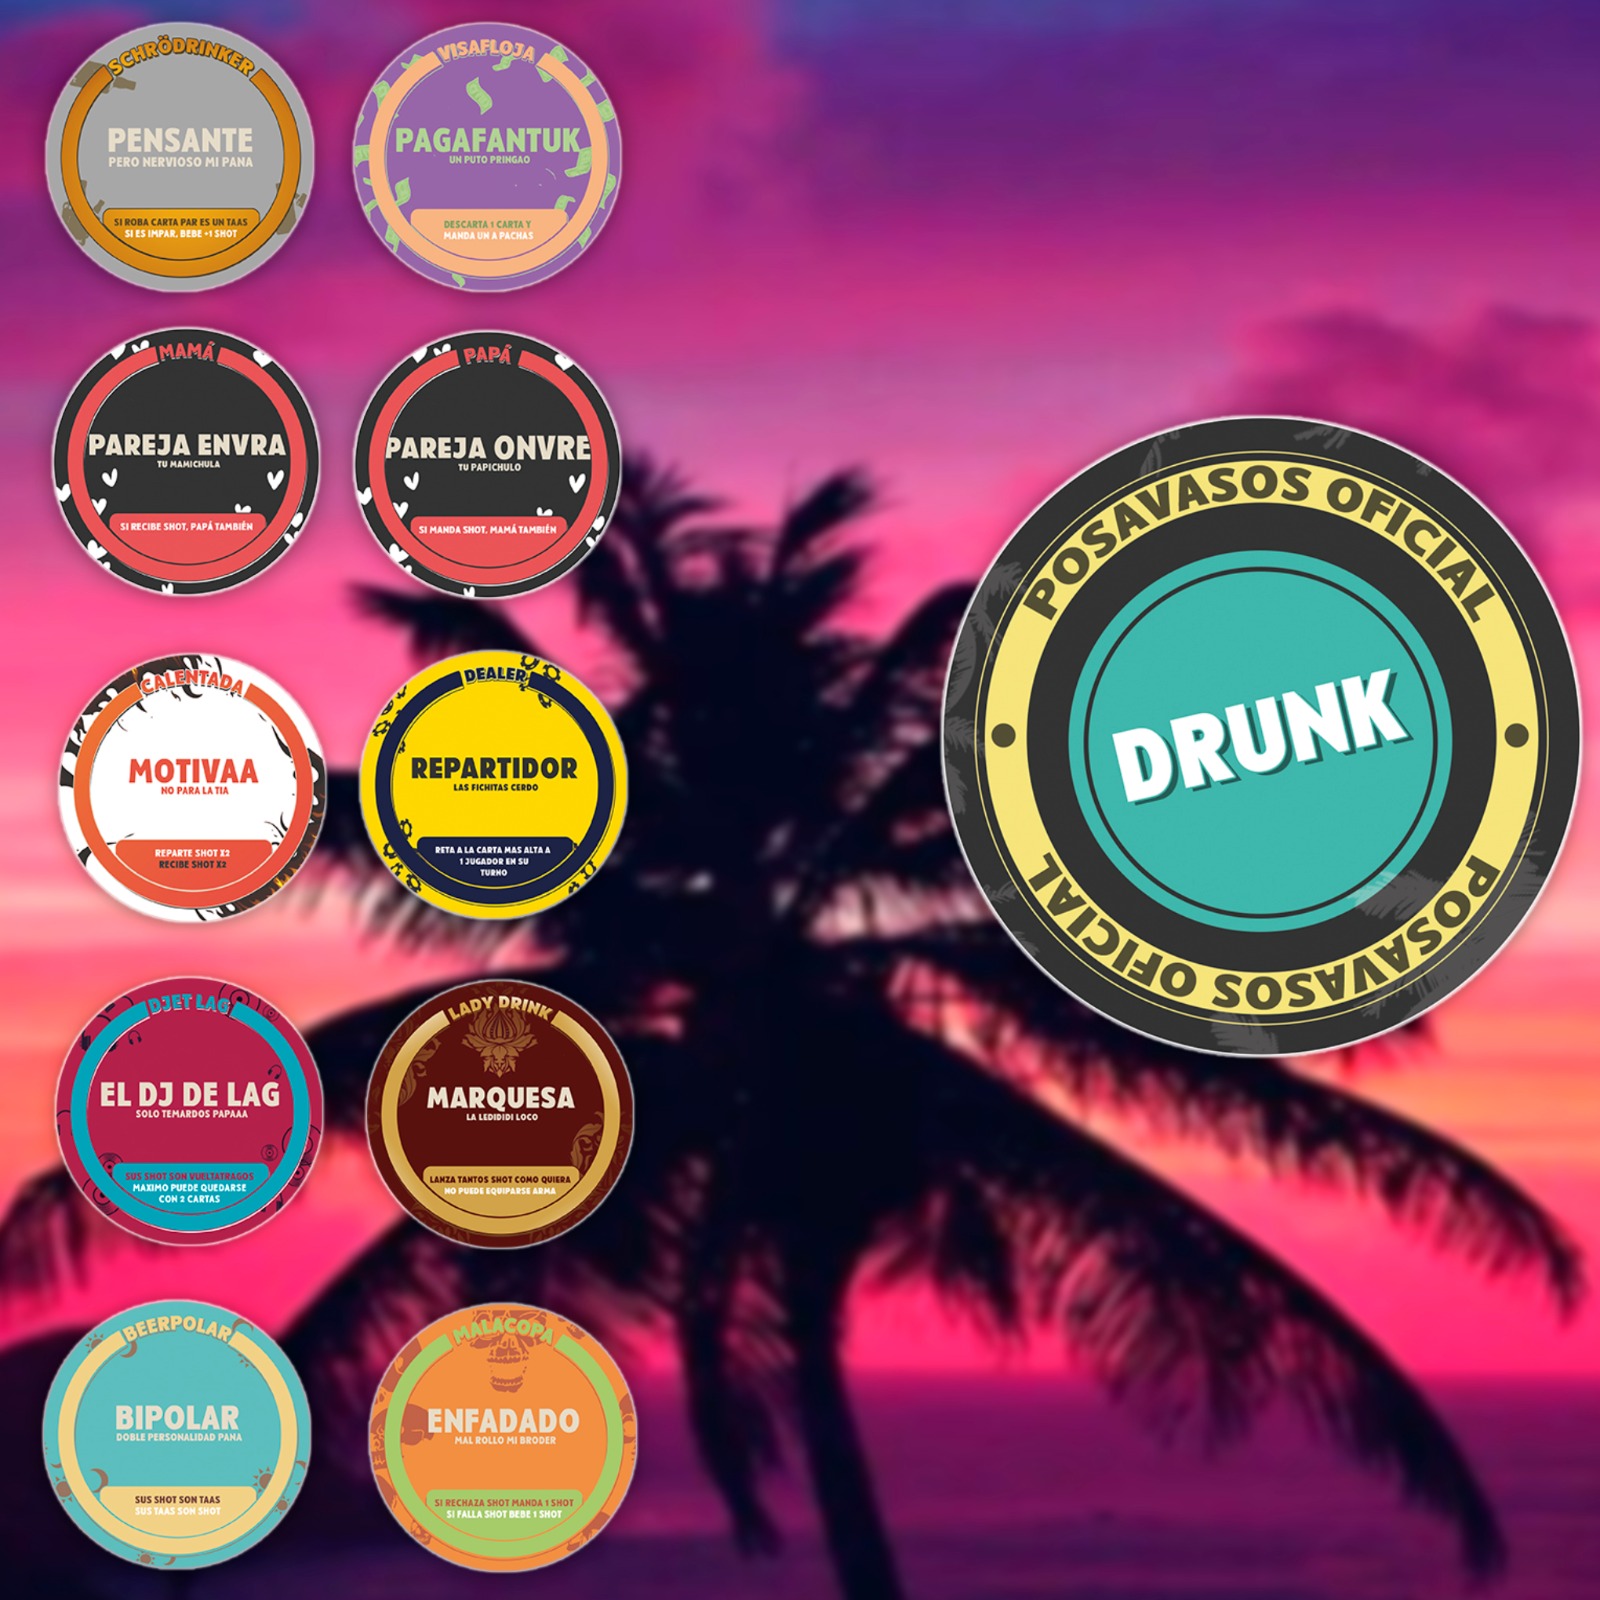 SCHRÖDRINKER
PENSANTE
PERO NERVIOSO MI PANA
SI ROBA CARTA PAR ES UN TAAS
SI ES IMPAR, BEBE +1 SHOT
VISAFLOJA
PAGAFANTUK
UN PUTO PRINGAO
DESCARTA 1 CARTA Y
MANDA UN A PACHAS
MAMÁ
PAREJA ENVRA
TU MAMICHULA
SI RECIBE SHOT, PAPÁ TAMBIÉN
PAPÁ
PAREJA ONVRE
TU PAPICHULO
SI MANDA SHOT, MAMÁ TAMBIÉN
CALENTADA
MOTIVAA
NO PARA LA TIA
REPARTE SHOT X2
RECIBE SHOT X2
DEALER
REPARTIDOR
LAS FICHITAS CERDO
RETA A LA CARTA MAS ALTA A
1 JUGADOR EN SU
TURNO
DJET LAG
EL DJ DE LAG
SOLO TEMARDOS PAPAAA
SUS SHOT SON VUELTATRAGOS
MAXIMO PUEDE QUEDARSE
CON 2 CARTAS
LADY DRINK
MARQUESA
LA LEDIDIDI LOCO
LANZA TANTOS SHOT COMO QUIERA
NO PUEDE EQUIPARSE ARMA
BEERPOLAR
BIPOLAR
DOBLE PERSONALIDAD PANA
SUS SHOT SON TAAS
SUS TAAS SON SHOT
MALACOPA
ENFADADO
MAL ROLLO MI BRODER
SI RECHAZA SHOT MANDA 1 SHOT
SI FALLA SHOT BEBE 1 SHOT
POSAVASOS OFICIAL
DRUNK
POSAVASOS OFICIAL